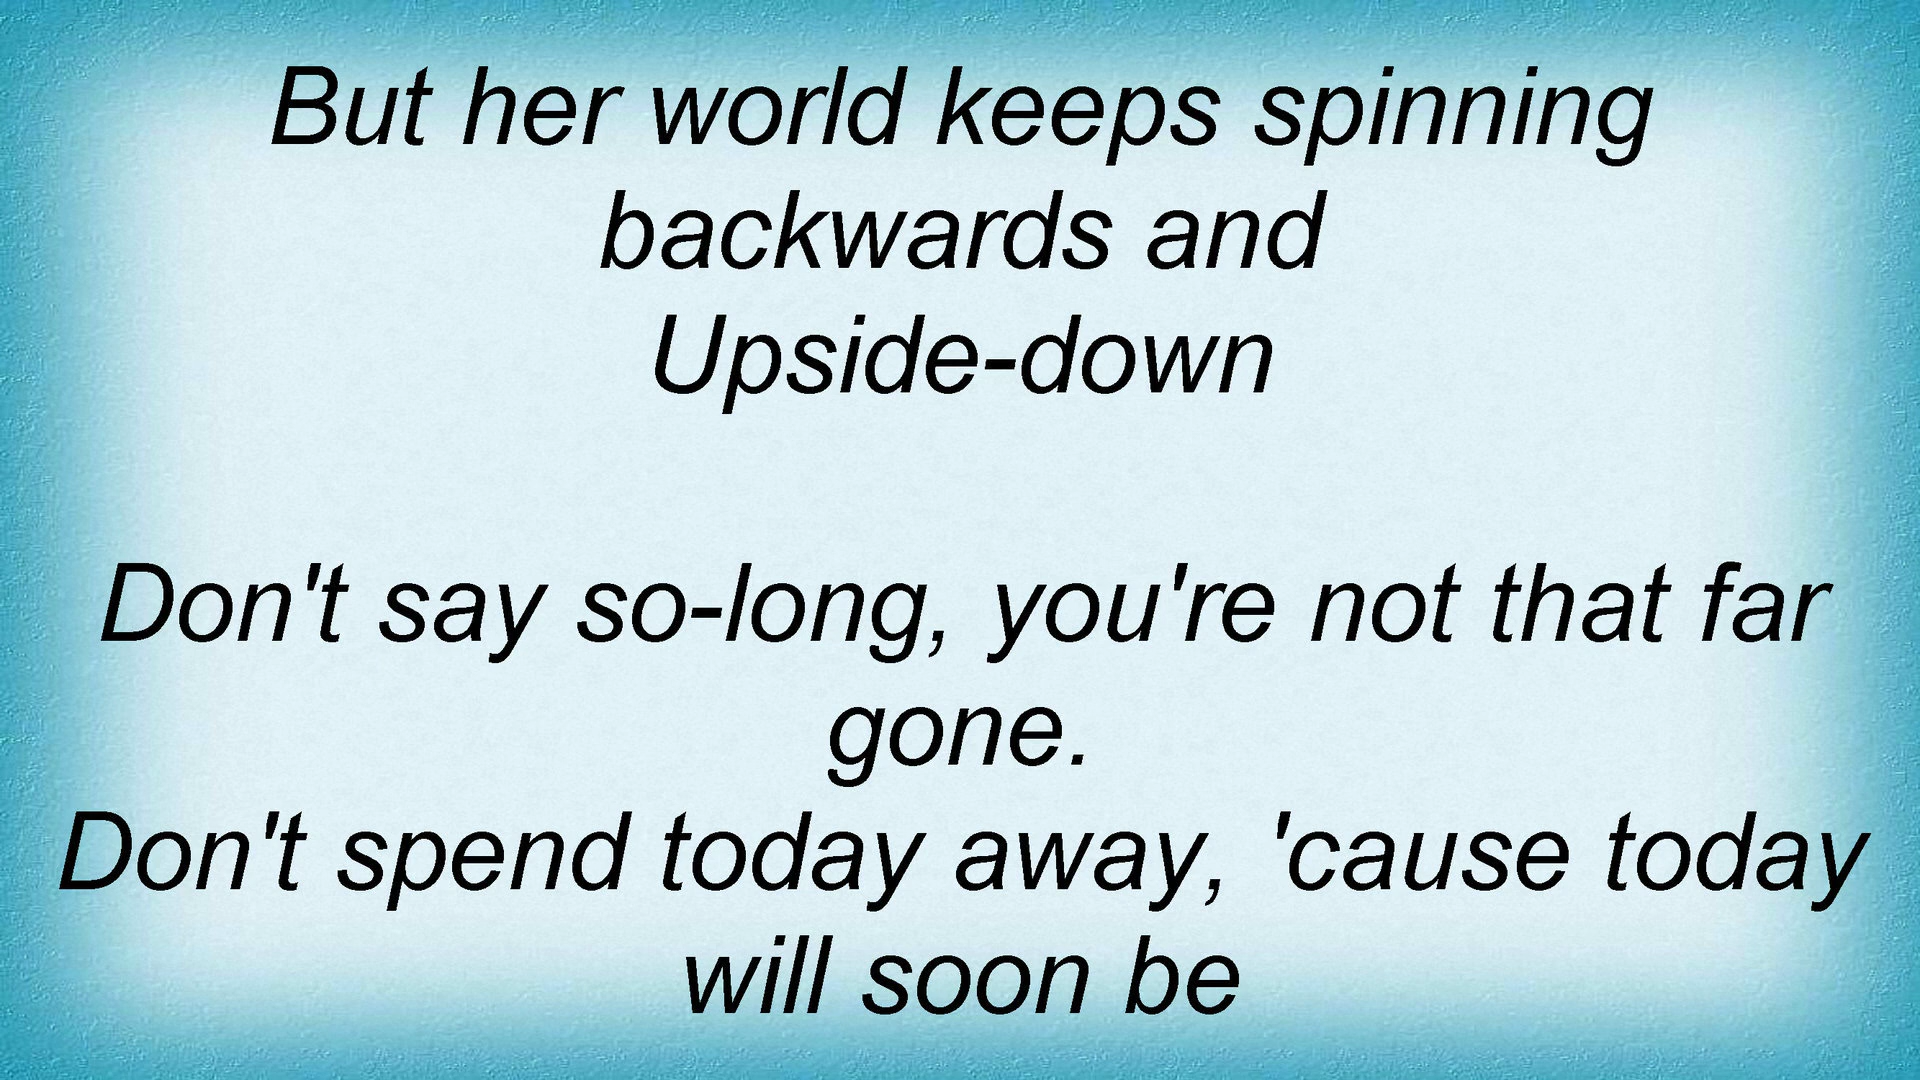 But her world keeps spinning
backwards and
Upside-down
Don't say so-long, you're not that far
gone.
Don't spend today away, 'cause today
will soon be